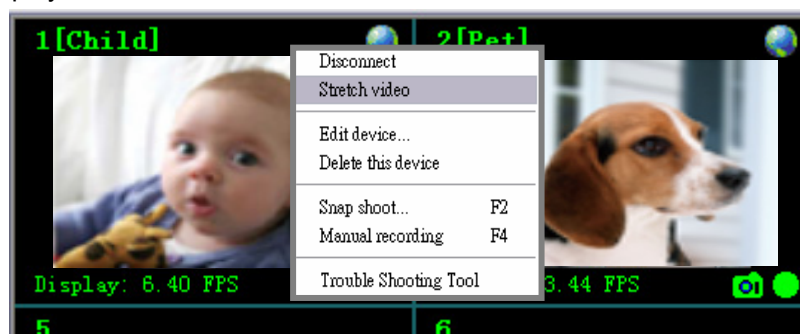 1[Child]
2[Pet]
Disconnect
Stretch video
Edit device...
Delete this device
Snap shoot... F2
Manual recording F4
Trouble Shooting Tool
Display: 6.40 FPS
3.44 FPS
5
6